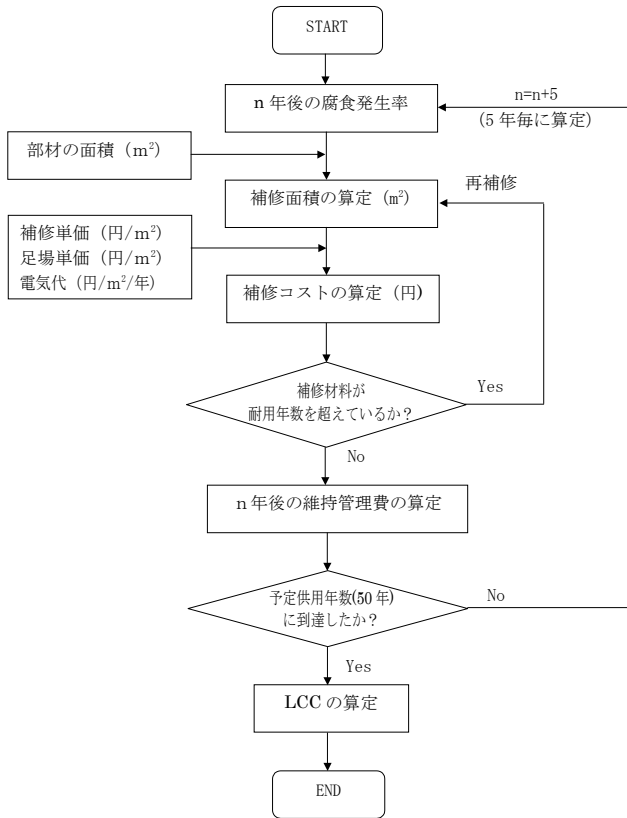 START
n 年後の腐食発生率
n=n+5
(5 年毎に算定)
部材の面積（m²）
再補修
補修面積の算定（m²）
補修単価（円/m²）
足場単価（円/m²）
電気代（円/m²/年）
補修コストの算定（円）
補修材料が
耐用年数を超えているか？
Yes
No
n 年後の維持管理費の算定
予定供用年数(50 年)
に到達したか？
No
Yes
LCC の算定
END